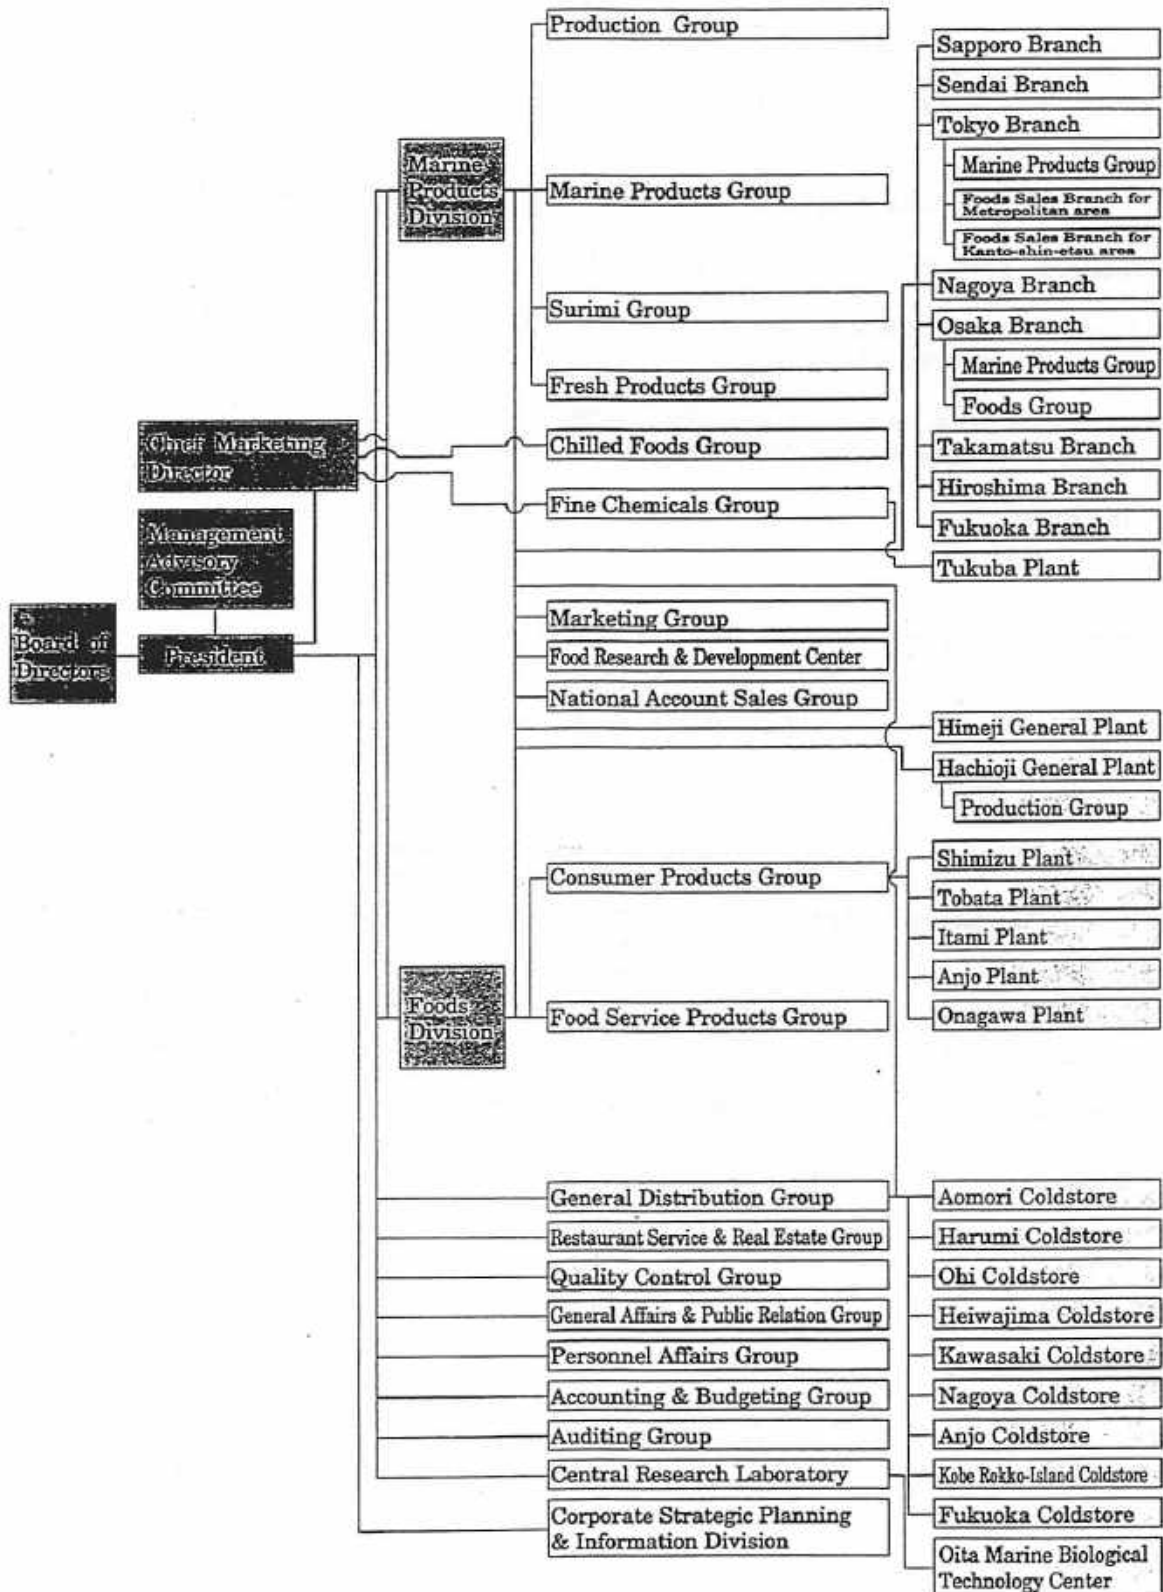 Board of
Directors
President
Management
Advisory
Committee
Chief Marketing
Director
Marine
Products
Division
Foods
Division
Production Group
Marine Products Group
Surimi Group
Fresh Products Group
Chilled Foods Group
Fine Chemicals Group
Marketing Group
Food Research & Development Center
National Account Sales Group
Consumer Products Group
Food Service Products Group
General Distribution Group
Restaurant Service & Real Estate Group
Quality Control Group
General Affairs & Public Relation Group
Personnel Affairs Group
Accounting & Budgeting Group
Auditing Group
Central Research Laboratory
Corporate Strategic Planning
& Information Division
Sapporo Branch
Sendai Branch
Tokyo Branch
Marine Products Group
Foods Sales Branch for
Metropolitan area
Foods Sales Branch for
Kanto-shin-etsu area
Nagoya Branch
Osaka Branch
Marine Products Group
Foods Group
Takamatsu Branch
Hiroshima Branch
Fukuoka Branch
Tukuba Plant
Himeji General Plant
Hachioji General Plant
Production Group
Shimizu Plant
Tobata Plant
Itami Plant
Anjo Plant
Onagawa Plant
Aomori Coldstore
Harumi Coldstore
Ohi Coldstore
Heiwajima Coldstore
Kawasaki Coldstore
Nagoya Coldstore
Anjo Coldstore
Kobe Rokko-Island Coldstore
Fukuoka Coldstore
Oita Marine Biological
Technology Center